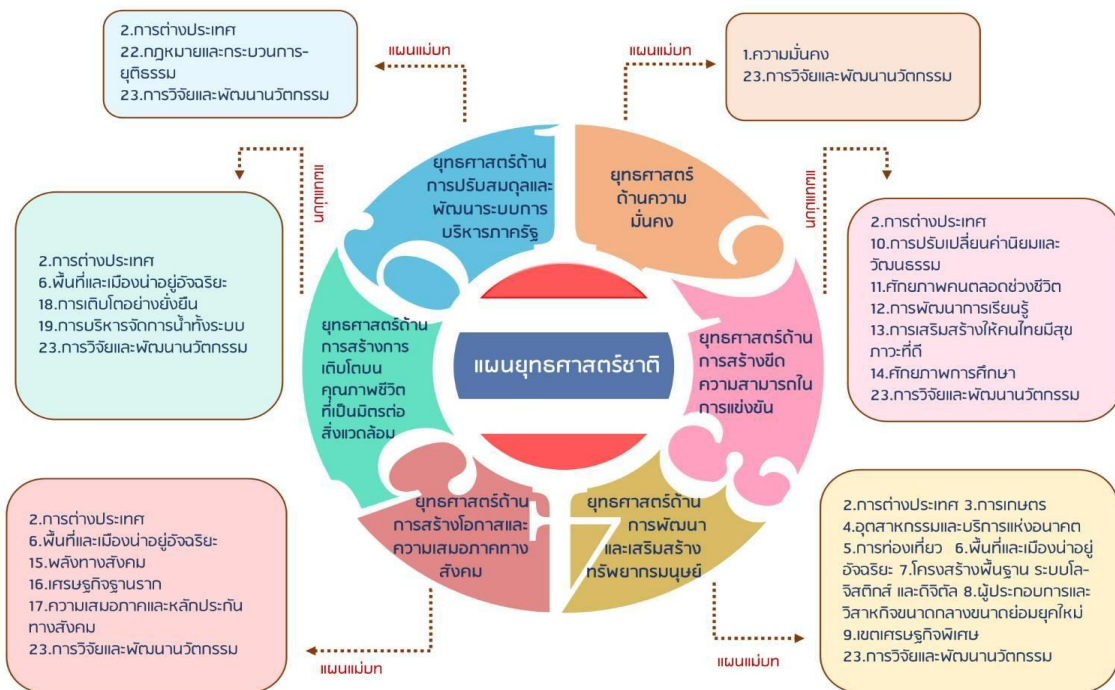 2.การต่างประเทศ
22.กฎหมายและกระบวนการ-
ยุติธรรม
23.การวิจัยและพัฒนานวัตกรรม
แผนแม่บท
แผนแม่บท
1.ความมั่นคง
23.การวิจัยและพัฒนานวัตกรรม
แผนแม่บท
2.การต่างประเทศ
6.พื้นที่และเมืองน่าอยู่อัจฉริยะ
18.การเติบโตอย่างยั่งยืน
19.การบริหารจัดการน้ำทั้งระบบ
23.การวิจัยและพัฒนานวัตกรรม
ยุทธศาสตร์ด้าน
การปรับสมดุลและ
พัฒนาระบบการ
บริหารภาครัฐ
ยุทธศาสตร์
ด้านความ
มั่นคง
แผนแม่บท
2.การต่างประเทศ
10.การปรับเปลี่ยนค่านิยมและ
วัฒนธรรม
11.ศักยภาพคนตลอดช่วงชีวิต
12.การพัฒนาการเรียนรู้
13.การเสริมสร้างให้คนไทยมีสุข
ภาวะที่ดี
14.ศักยภาพการศึกษา
23.การวิจัยและพัฒนานวัตกรรม
ยุทธศาสตร์ด้าน
การสร้างการ
เติบโตบน
คุณภาพชีวิต
ที่เป็นมิตรต่อ
สิ่งแวดล้อม
แผนยุทธศาสตร์ชาติ
ยุทธศาสตร์ด้าน
การสร้างขีด
ความสามารถใน
การแข่งขัน
2.การต่างประเทศ
6.พื้นที่และเมืองน่าอยู่อัจฉริยะ
15.พลังทางสังคม
16.เศรษฐกิจฐานราก
17.ความเสมอภาคและหลักประกัน
ทางสังคม
23.การวิจัยและพัฒนานวัตกรรม
แผนแม่บท
ยุทธศาสตร์ด้าน
การสร้างโอกาสและ
ความเสมอภาคทาง
สังคม
ยุทธศาสตร์ด้าน
การพัฒนา
และเสริมสร้าง
ทรัพยากรมนุษย์
แผนแม่บท
2.การต่างประเทศ 3.การเกษตร
4.อุตสาหกรรมและบริการแห่งอนาคต
5.การท่องเที่ยว 6.พื้นที่และเมืองน่าอยู่
อัจฉริยะ 7.โครงสร้างพื้นฐาน ระบบโล-
จิสติกส์ และดิจิตัล 8.ผู้ประกอบการและ
วิสาหกิจขนาดกลางขนาดย่อมยุคใหม่
9.เขตเศรษฐกิจพิเศษ
23.การวิจัยและพัฒนานวัตกรรม